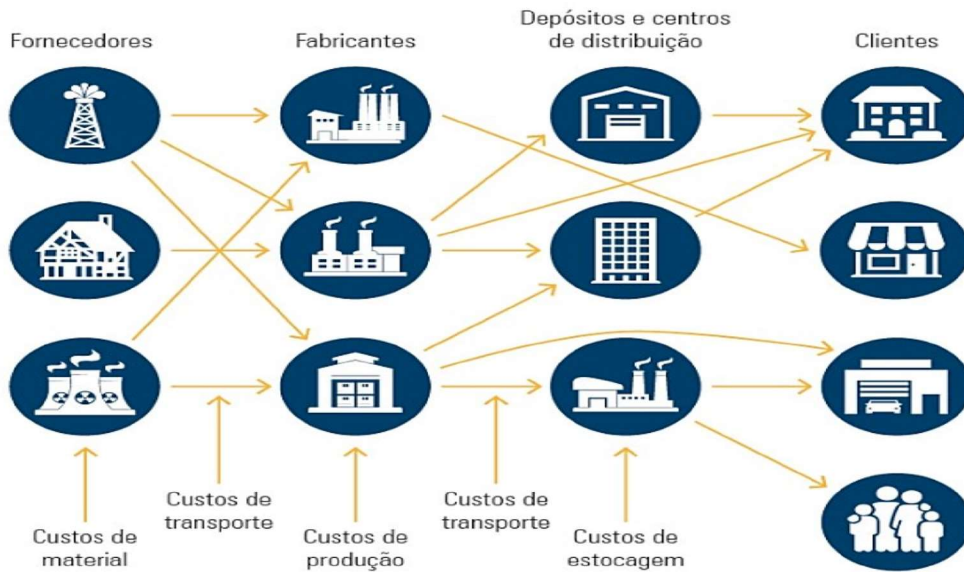 Fornecedores
Fabricantes
Depósitos e centros
de distribuição
Clientes
Custos de
transporte
Custos de
transporte
Custos de
material
Custos de
produção
Custos de
estocagem